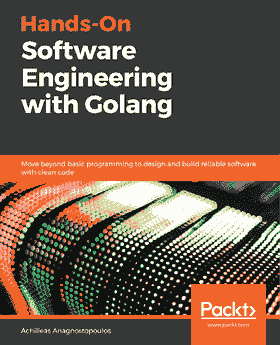 Hands-On
Software
Engineering
with Golang
Move beyond basic programming to design and build reliable software
with clean code
Packt>
www.packt.com
Achilleas Anagnostopoulos